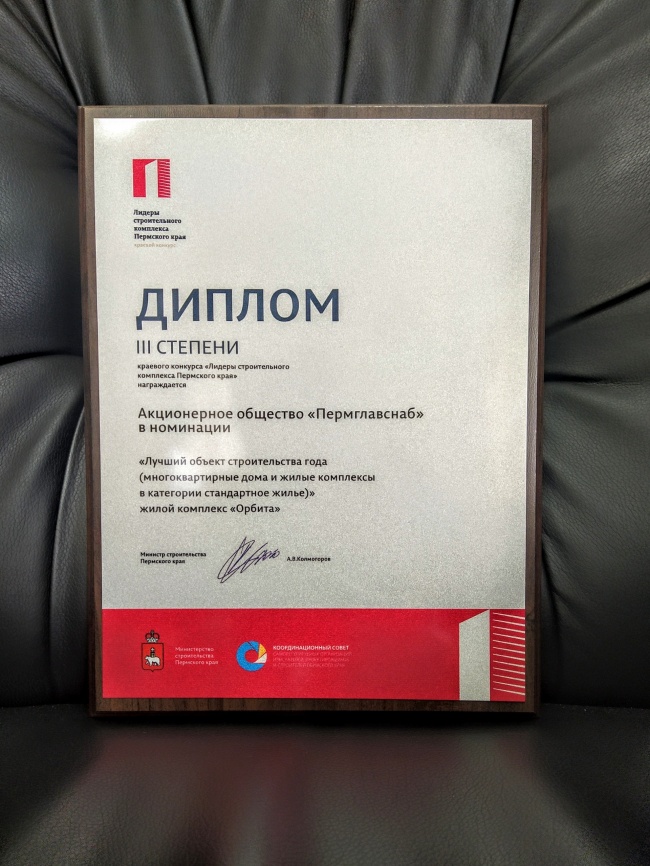 Лидеры
строительного
комплекса
Пермского края
краевой конкурс
ДИПЛОМ
III СТЕПЕНИ
краевого конкурса «Лидеры строительного
комплекса Пермского края»
награждается
Акционерное общество «Пермглавснаб»
в номинации
«Лучший объект строительства года
(многоквартирные дома и жилые комплексы
в категории стандартное жилье)»
жилой комплекс «Орбита»
Министр строительства
Пермского края
А.В.Колмогоров
Министерство
строительства
Пермского края
КООРДИНАЦИОННЫЙ СОВЕТ